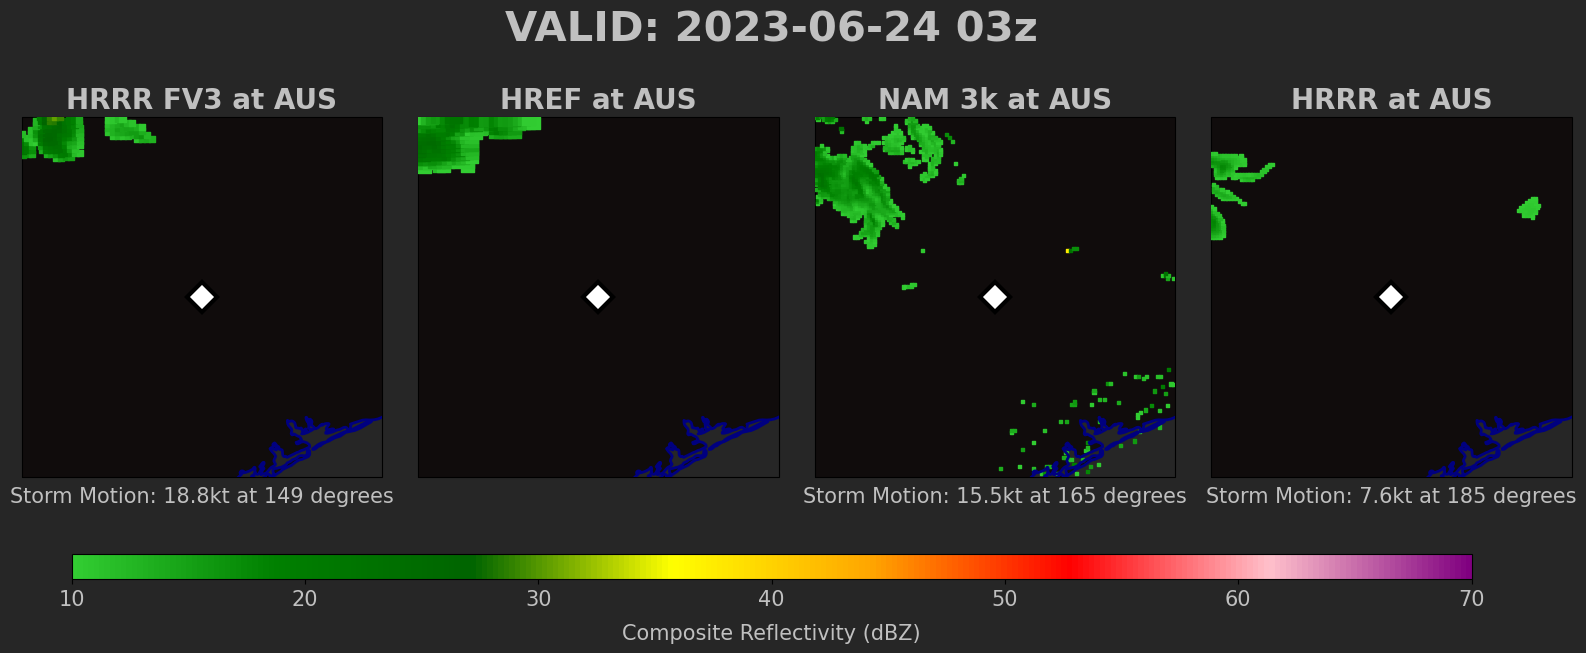 VALID: 2023-06-24 03z
HRRR FV3 at AUS
HREF at AUS
NAM 3k at AUS
HRRR at AUS
Storm Motion: 18.8kt at 149 degrees
Storm Motion: 15.5kt at 165 degrees
Storm Motion: 7.6kt at 185 degrees
10 20 30 40 50 60 70
Composite Reflectivity (dBZ)